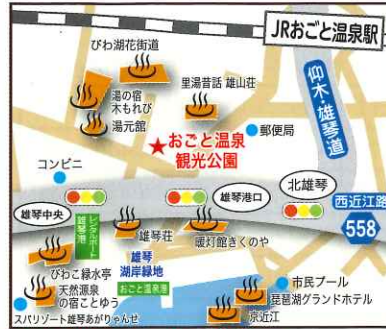 JRおごと温泉駅
びわ湖花街道
仰木雄琴道
里湯昔話 雄山荘
湯の宿
木もれび
湯元館
郵便局
おごと温泉
観光公園
コンビニ
北雄琴
雄琴港口
西近江路
雄琴中央
レンタルボート
雄琴港
558
雄琴荘
暖灯館きくのや
雄琴
湖岸緑地
おごと温泉港
びわこ緑水亭
天然源泉
の宿ことゆう
スパリゾート雄琴あがりゃんせ
市民プール
琵琶湖グランドホテル
京近江